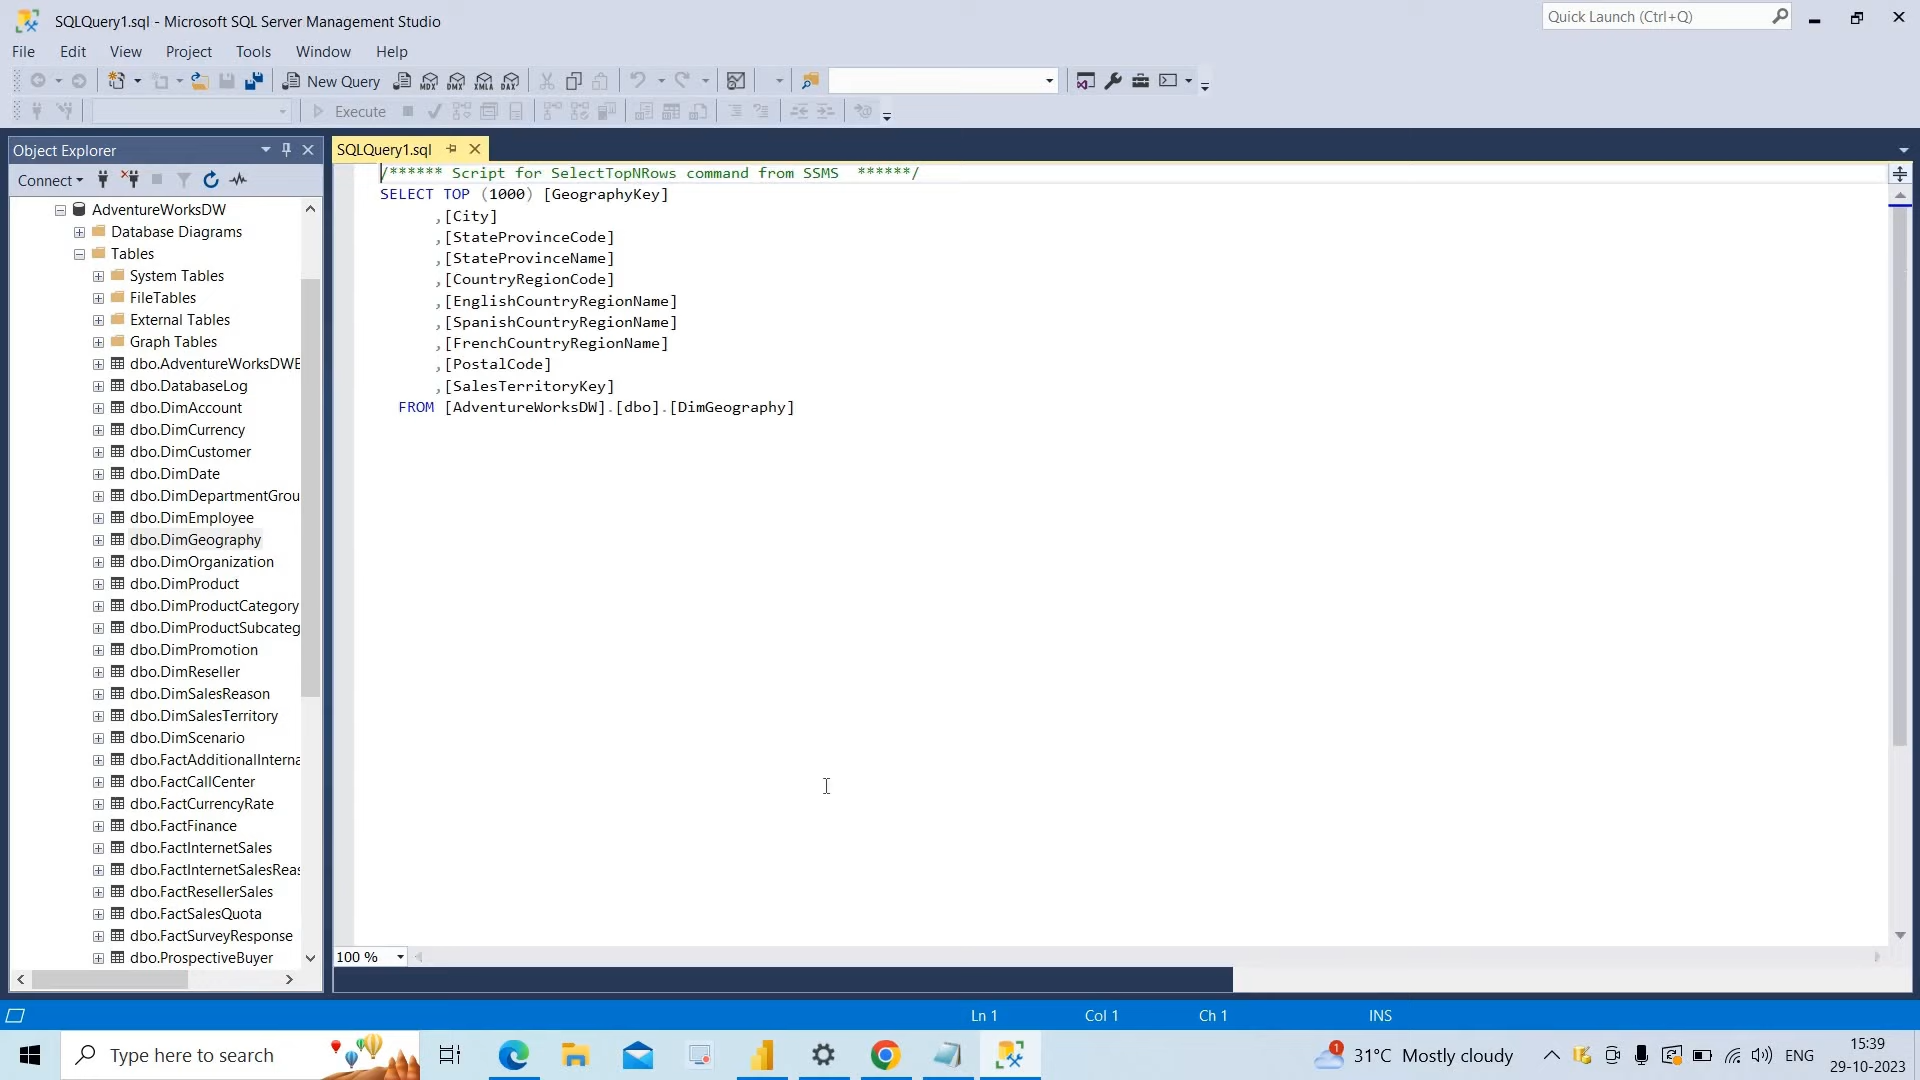 SQLQuery1.sql - Microsoft SQL Server Management Studio
Quick Launch (Ctrl+Q)
File Edit View Project Tools Window Help
New Query MDX DMX XMLA DAX
Execute
Object Explorer
Connect
AdventureWorksDW
Database Diagrams
Tables
System Tables
FileTables
External Tables
Graph Tables
dbo.AdventureWorksDWE
dbo.DatabaseLog
dbo.DimAccount
dbo.DimCurrency
dbo.DimCustomer
dbo.DimDate
dbo.DimDepartmentGrou
dbo.DimEmployee
dbo.DimGeography
dbo.DimOrganization
dbo.DimProduct
dbo.DimProductCategory
dbo.DimProductSubcateg
dbo.DimPromotion
dbo.DimReseller
dbo.DimSalesReason
dbo.DimSalesTerritory
dbo.DimScenario
dbo.FactAdditionalInterna
dbo.FactCallCenter
dbo.FactCurrencyRate
dbo.FactFinance
dbo.FactInternetSales
dbo.FactInternetSalesReas
dbo.FactResellerSales
dbo.FactSalesQuota
dbo.FactSurveyResponse
dbo.ProspectiveBuyer
SQLQuery1.sql
/****** Script for SelectTopNRows command from SSMS  ******/
SELECT TOP (1000) [GeographyKey]
,[City]
,[StateProvinceCode]
,[StateProvinceName]
,[CountryRegionCode]
,[EnglishCountryRegionName]
,[SpanishCountryRegionName]
,[FrenchCountryRegionName]
,[PostalCode]
,[SalesTerritoryKey]
FROM [AdventureWorksDW].[dbo].[DimGeography]
100 %
Ln 1 Col 1 Ch 1 INS
Type here to search
1
31°C Mostly cloudy
ENG
15:39
29-10-2023